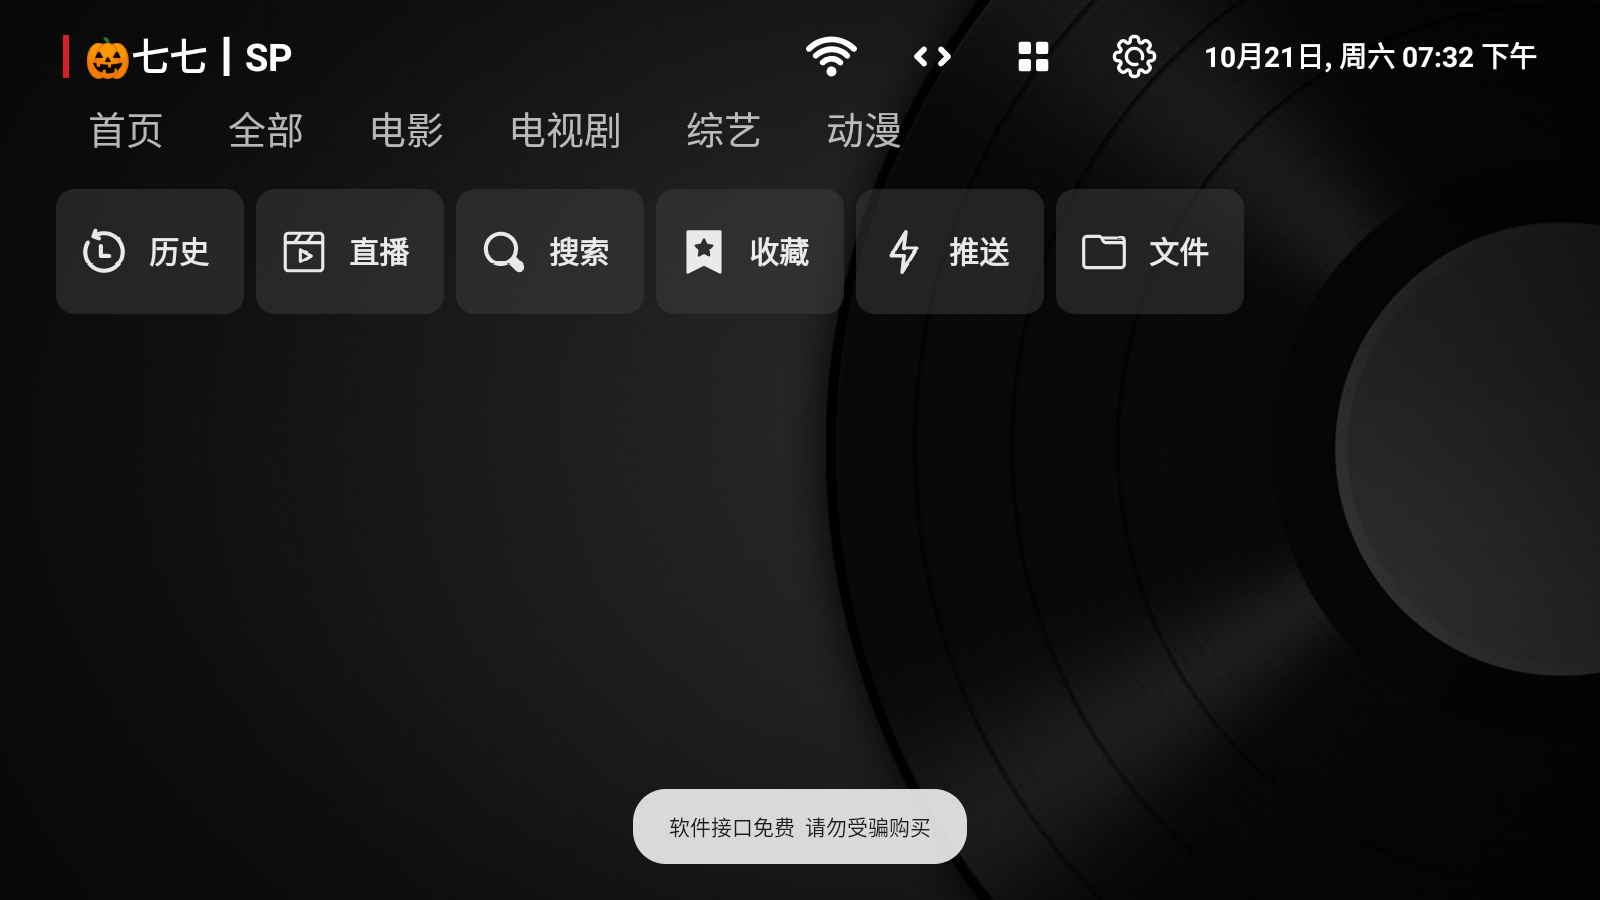 🎃七七 | SP
10月21日, 周六 07:32 下午
首页 全部 电影 电视剧 综艺 动漫
历史 直播 搜索 收藏 推送 文件
软件接口免费 请勿受骗购买